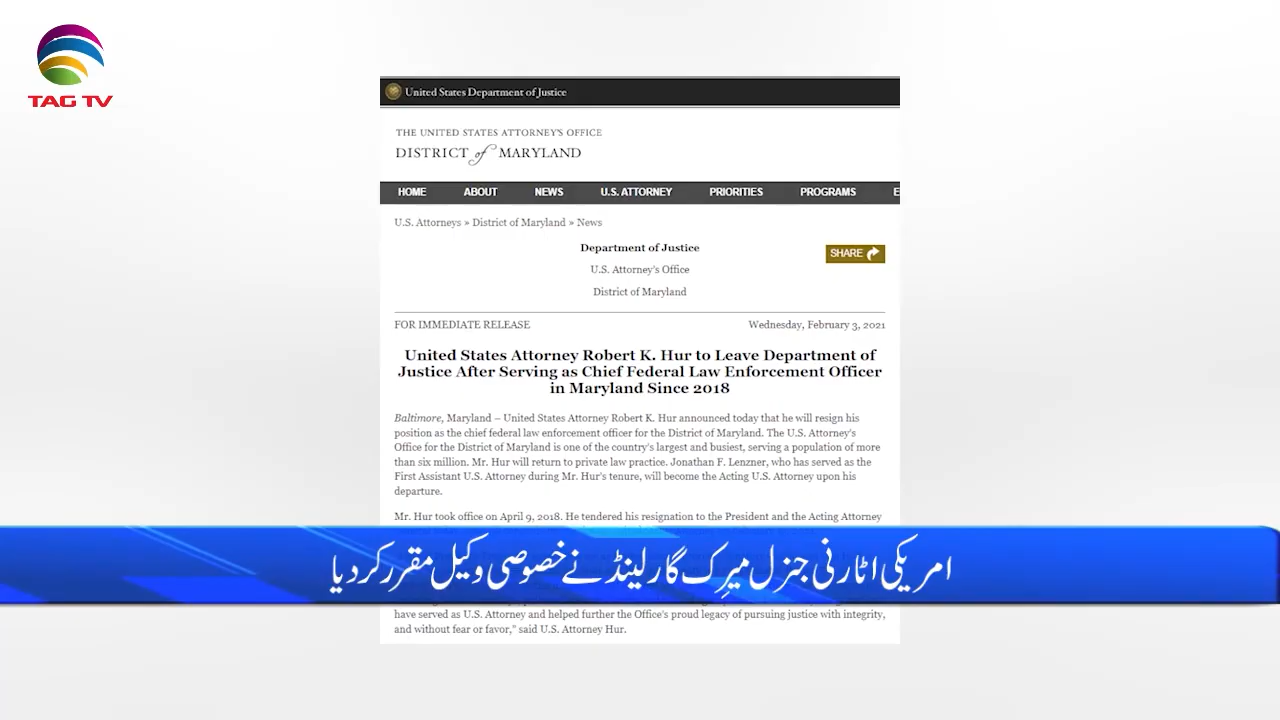 TAG TV
United States Department of Justice
THE UNITED STATES ATTORNEY'S OFFICE
DISTRICT of MARYLAND
HOME ABOUT NEWS U.S. ATTORNEY PRIORITIES PROGRAMS E
U.S. Attorneys » District of Maryland » News
Department of Justice
SHARE
U.S. Attorney's Office
District of Maryland
FOR IMMEDIATE RELEASE Wednesday, February 3, 2021
United States Attorney Robert K. Hur to Leave Department of
Justice After Serving as Chief Federal Law Enforcement Officer
in Maryland Since 2018
Baltimore, Maryland – United States Attorney Robert K. Hur announced today that he will resign his
position as the chief federal law enforcement officer for the District of Maryland. The U.S. Attorney's
Office for the District of Maryland is one of the country's largest and busiest, serving a population of more
than six million. Mr. Hur will return to private law practice. Jonathan F. Lenzner, who has served as the
First Assistant U.S. Attorney during Mr. Hur's tenure, will become the Acting U.S. Attorney upon his
departure.
Mr. Hur took office on April 9, 2018. He tendered his resignation to the President and the Acting Attorney
امریکی اٹارنی جنرل میرِک گارلینڈ نے خصوصی وکیل مقرر کر دیا
have served as U.S. Attorney and helped further the Office's proud legacy of pursuing justice with integrity,
and without fear or favor,” said U.S. Attorney Hur.